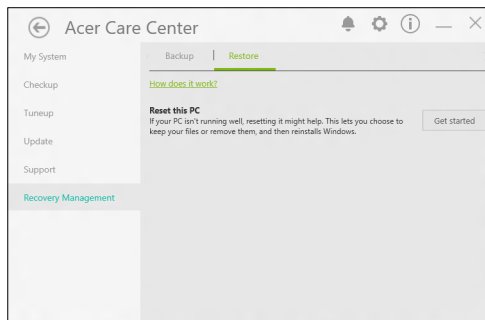 Acer Care Center
My System
Checkup
Tuneup
Update
Support
Recovery Management
Backup | Restore
How does it work?
Reset this PC
If your PC isn't running well, resetting it might help. This lets you choose to
keep your files or remove them, and then reinstalls Windows.
Get started